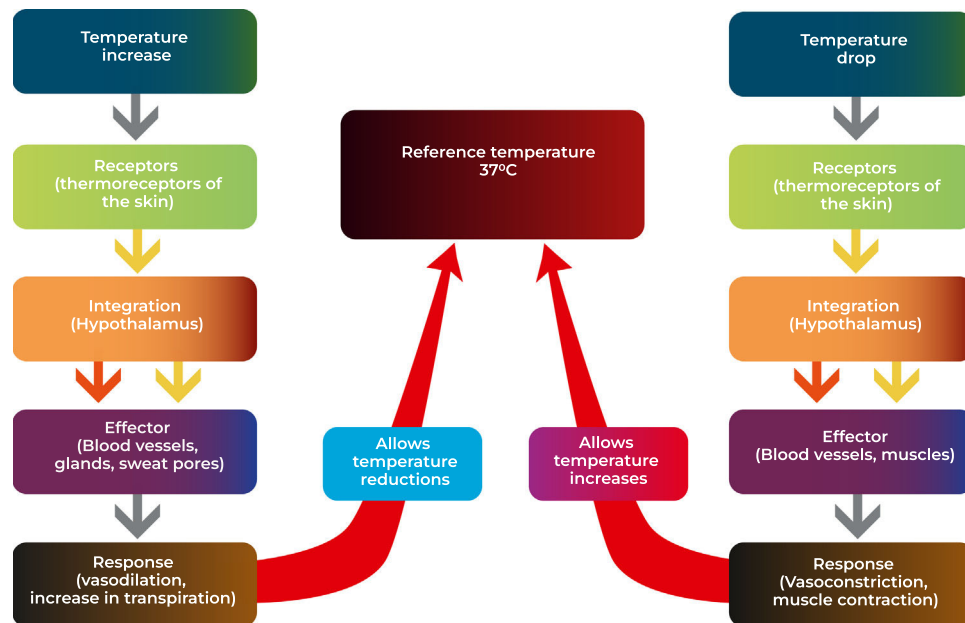 Temperature
increase
Receptors
(thermoreceptors of
the skin)
Integration
(Hypothalamus)
Effector
(Blood vessels,
glands, sweat pores)
Response
(vasodilation,
increase in transpiration)
Reference temperature
37ºC
Allows
temperature
reductions
Allows
temperature
increases
Temperature
drop
Receptors
(thermoreceptors of
the skin)
Integration
(Hypothalamus)
Effector
(Blood vessels, muscles)
Response
(Vasoconstriction,
muscle contraction)